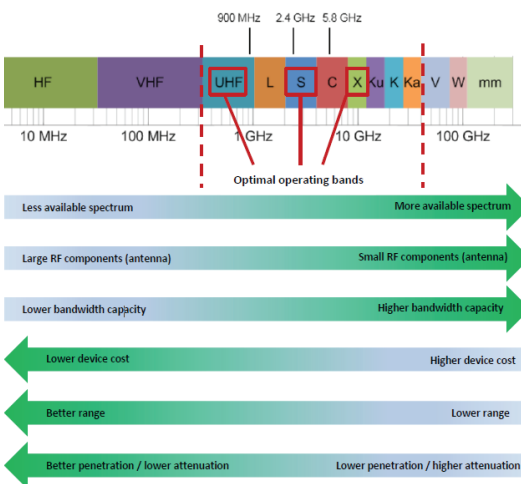 900 MHz 2.4 GHz 5.8 GHz
HF VHF UHF L S C X Ku K Ka V W mm
10 MHz 100 MHz 1 GHz 10 GHz 100 GHz
Optimal operating bands
Less available spectrum More available spectrum
Large RF components (antenna) Small RF components (antenna)
Lower bandwidth capacity Higher bandwidth capacity
Lower device cost Higher device cost
Better range Lower range
Better penetration / lower attenuation Lower penetration / higher attenuation